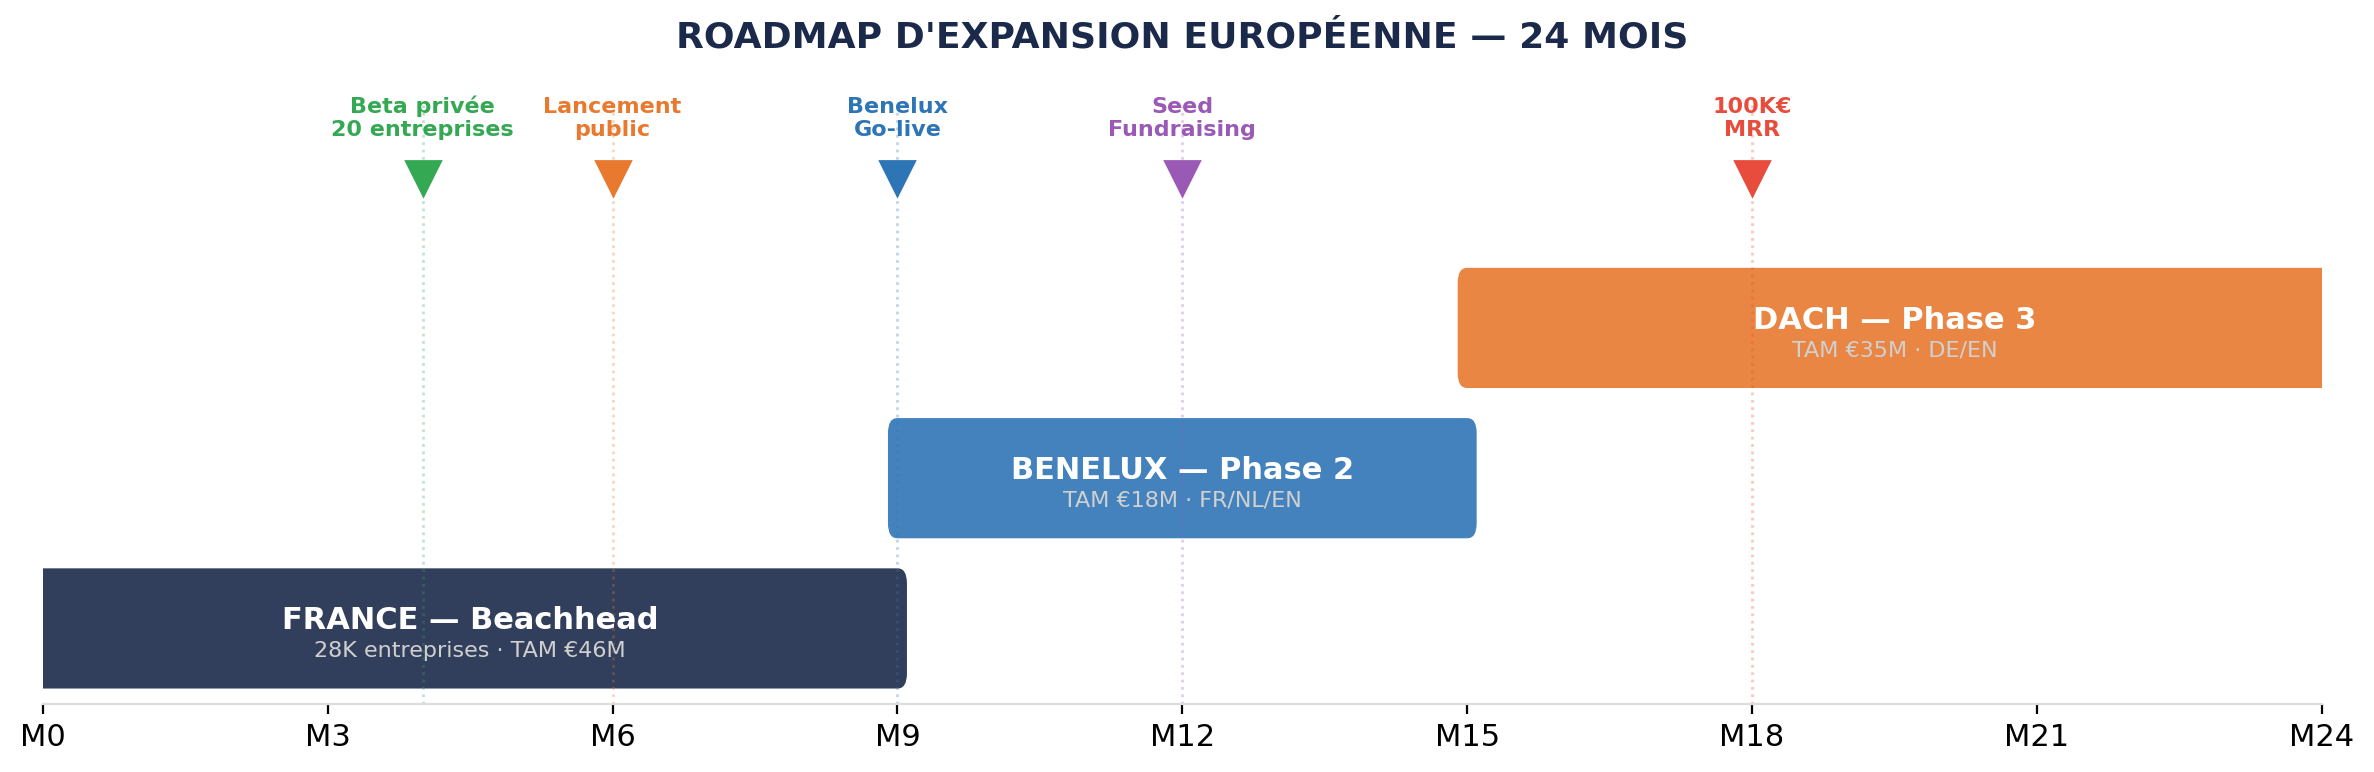 ROADMAP D'EXPANSION EUROPÉENNE — 24 MOIS
Beta privée
20 entreprises
Lancement
public
Benelux
Go-live
Seed
Fundraising
100K€
MRR
DACH — Phase 3
TAM €35M · DE/EN
BENELUX — Phase 2
TAM €18M · FR/NL/EN
FRANCE — Beachhead
28K entreprises · TAM €46M
M0
M3
M6
M9
M12
M15
M18
M21
M24